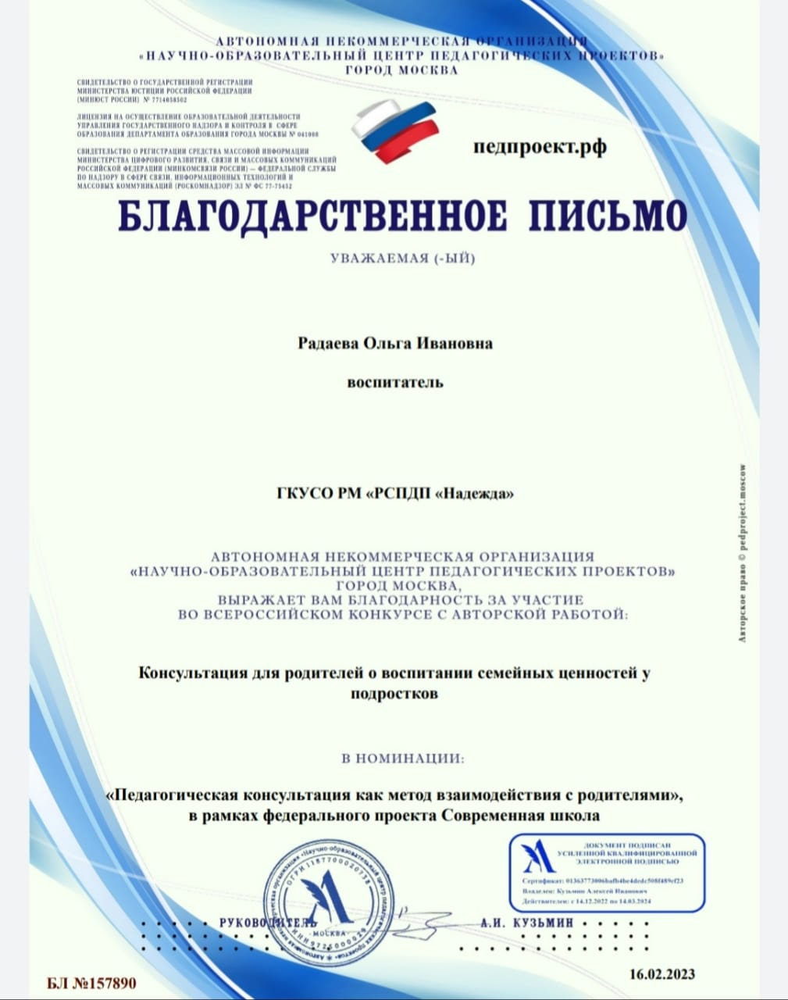 АВТОНОМНАЯ НЕКОММЕРЧЕСКАЯ ОРГАНИЗАЦИЯ
«НАУЧНО-ОБРАЗОВАТЕЛЬНЫЙ ЦЕНТР ПЕДАГОГИЧЕСКИХ ПРОЕКТОВ»
ГОРОД МОСКВА
СВИДЕТЕЛЬСТВО О ГОСУДАРСТВЕННОЙ РЕГИСТРАЦИИ
МИНИСТЕРСТВА ЮСТИЦИИ РОССИЙСКОЙ ФЕДЕРАЦИИ
(МИНЮСТ РОССИИ) № 7714058502
ЛИЦЕНЗИЯ НА ОСУЩЕСТВЛЕНИЕ ОБРАЗОВАТЕЛЬНОЙ ДЕЯТЕЛЬНОСТИ
УПРАВЛЕНИЯ ГОСУДАРСТВЕННОГО НАДЗОРА И КОНТРОЛЯ В СФЕРЕ
ОБРАЗОВАНИЯ ДЕПАРТАМЕНТА ОБРАЗОВАНИЯ ГОРОДА МОСКВЫ № 041008
СВИДЕТЕЛЬСТВО О РЕГИСТРАЦИИ СРЕДСТВА МАССОВОЙ ИНФОРМАЦИИ
МИНИСТЕРСТВА ЦИФРОВОГО РАЗВИТИЯ, СВЯЗИ И МАССОВЫХ КОММУНИКАЦИЙ
РОССИЙСКОЙ ФЕДЕРАЦИИ (МИНКОМСВЯЗИ РОССИИ) – ФЕДЕРАЛЬНОЙ СЛУЖБЫ
ПО НАДЗОРУ В СФЕРЕ СВЯЗИ, ИНФОРМАЦИОННЫХ ТЕХНОЛОГИЙ И
МАССОВЫХ КОММУНИКАЦИЙ (РОСКОМНАДЗОР) ЭЛ № ФС 77-75452
педпроект.рф
БЛАГОДАРСТВЕННОЕ ПИСЬМО
УВАЖАЕМАЯ (-ЫЙ)
Радаева Ольга Ивановна
воспитатель
ГКУСО РМ «РСПДП «Надежда»
АВТОНОМНАЯ НЕКОММЕРЧЕСКАЯ ОРГАНИЗАЦИЯ
«НАУЧНО-ОБРАЗОВАТЕЛЬНЫЙ ЦЕНТР ПЕДАГОГИЧЕСКИХ ПРОЕКТОВ»
ГОРОД МОСКВА,
ВЫРАЖАЕТ ВАМ БЛАГОДАРНОСТЬ ЗА УЧАСТИЕ
ВО ВСЕРОССИЙСКОМ КОНКУРСЕ С АВТОРСКОЙ РАБОТОЙ:
Авторское право © pedproject.moscow
Консультация для родителей о воспитании семейных ценностей у
подростков
В НОМИНАЦИИ:
«Педагогическая консультация как метод взаимодействия с родителями»,
в рамках федерального проекта Современная школа
ДОКУМЕНТ ПОДПИСАН
УСИЛЕННОЙ КВАЛИФИЦИРОВАННОЙ
ЭЛЕКТРОННОЙ ПОДПИСЬЮ
Сертификат:
Владелец: Кузьмин Алексей Иванович
Действителен: с 14.12.2022 по 14.03.2024
Автономная некоммерческая организация «Научно-образовательный центр педагогических проектов»
ОГРН 1187700020738
МОСКВА
РУКОВОДИТЕЛЬ
А.И. КУЗЬМИН
16.02.2023
БЛ №157890